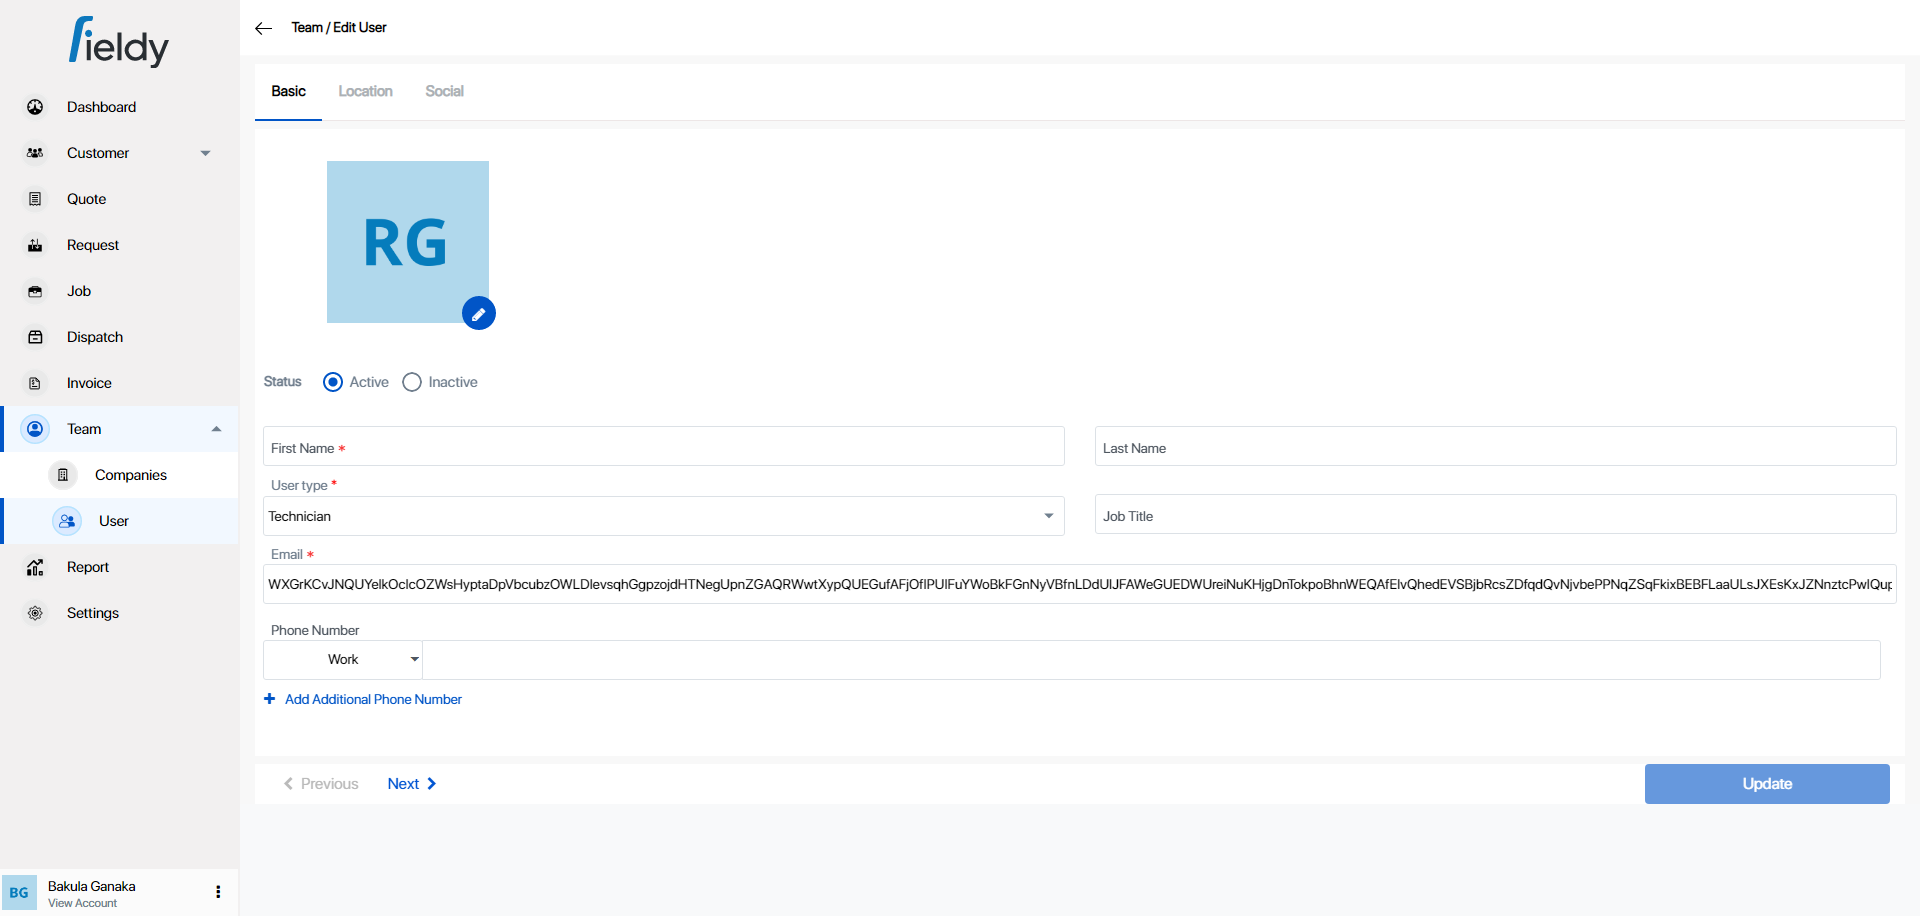 fieldy
Team / Edit User
Dashboard
Customer
Quote
Request
Job
Dispatch
Invoice
Team
Companies
User
Report
Settings
BG
Bakula Ganaka
View Account
Basic Location Social
RG
Status Active Inactive
First Name *
Last Name
User type *
Technician
Job Title
Email *
Phone Number
Work
+ Add Additional Phone Number
Previous Next
Update